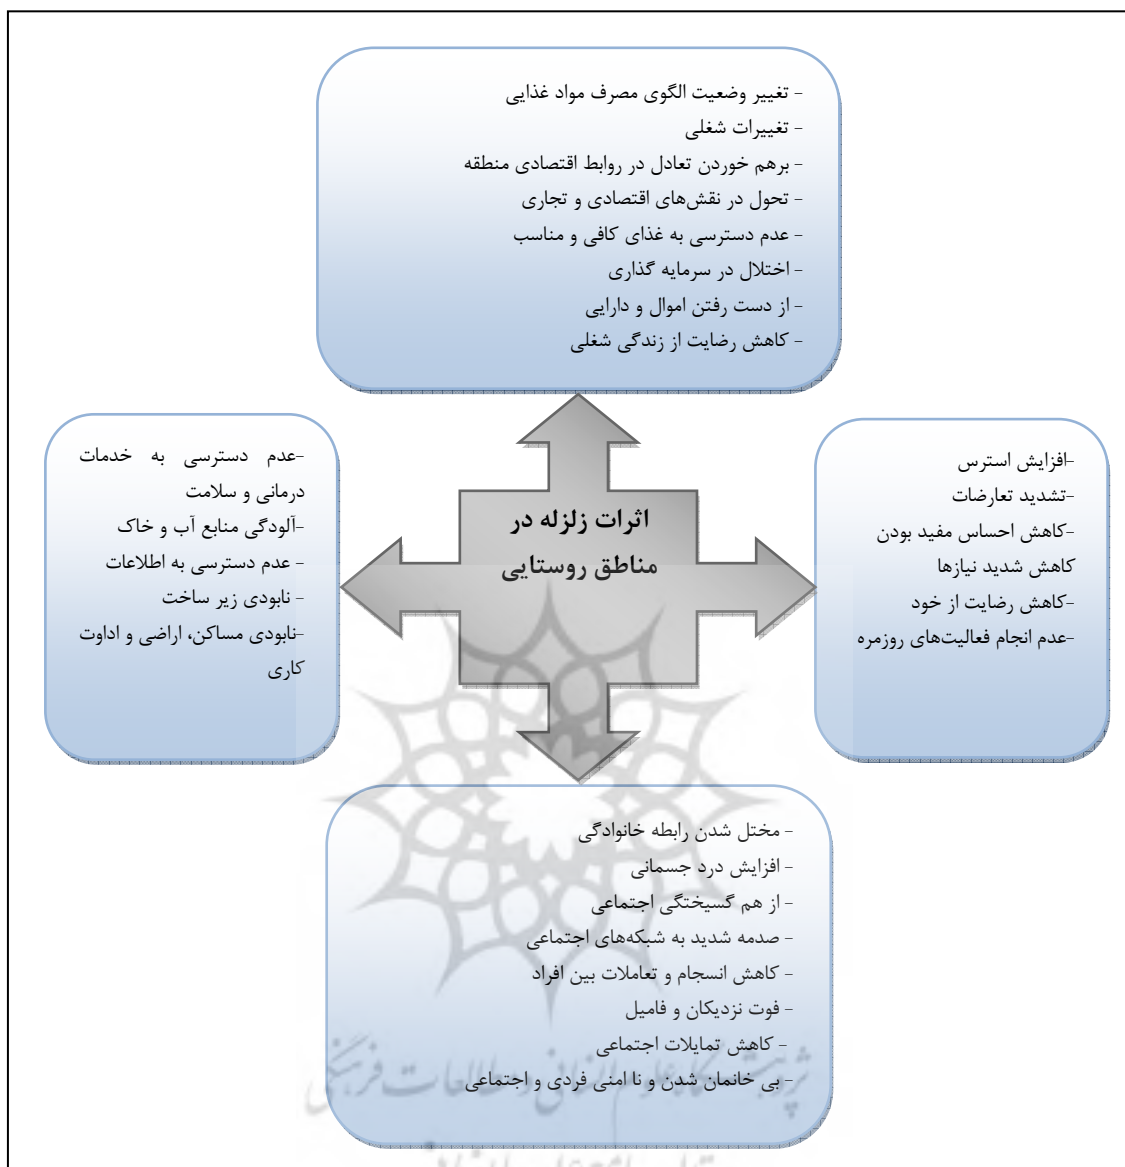 - تغییر وضعیت الگوی مصرف مواد غذایی
- تغییرات شغلی
- برهم خوردن تعادل در روابط اقتصادی منطقه
- تحول در نقش‌های اقتصادی و تجاری
- عدم دسترسی به غذای کافی و مناسب
- اختلال در سرمایه گذاری
- از دست رفتن اموال و دارایی
- کاهش رضایت از زندگی شغلی
-افزایش استرس
-تشدید تعارضات
-کاهش احساس مفید بودن
کاهش شدید نیازها
-کاهش رضایت از خود
-عدم انجام فعالیت‌های روزمره
اثرات زلزله در
مناطق روستایی
-عدم دسترسی به خدمات
درمانی و سلامت
-آلودگی منابع آب و خاک
- عدم دسترسی به اطلاعات
- نابودی زیر ساخت
-نابودی مساکن، اراضی و اداوت
کاری
- مختل شدن رابطه خانوادگی
- افزایش درد جسمانی
- از هم گسیختگی اجتماعی
- صدمه شدید به شبکه‌های اجتماعی
- کاهش انسجام و تعاملات بین افراد
- فوت نزدیکان و فامیل
- کاهش تمایلات اجتماعی
- بی خانمان شدن و نا امنی فردی و اجتماعی
پژوهشگاه علوم انسانی و مطالعات فرهنگی